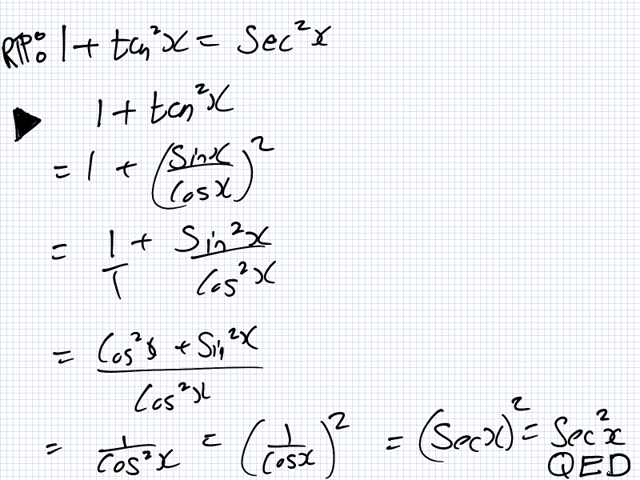 RTP: 1 + tan²x = Sec²x
1 + tan²x
= 1 + (Sinx/Cosx)²
= 1/1 + Sin²x/Cos²x
= (Cos²x + Sin²x)/Cos²x
= 1/Cos²x = (1/Cosx)² = (Secx)² = Sec²x
QED